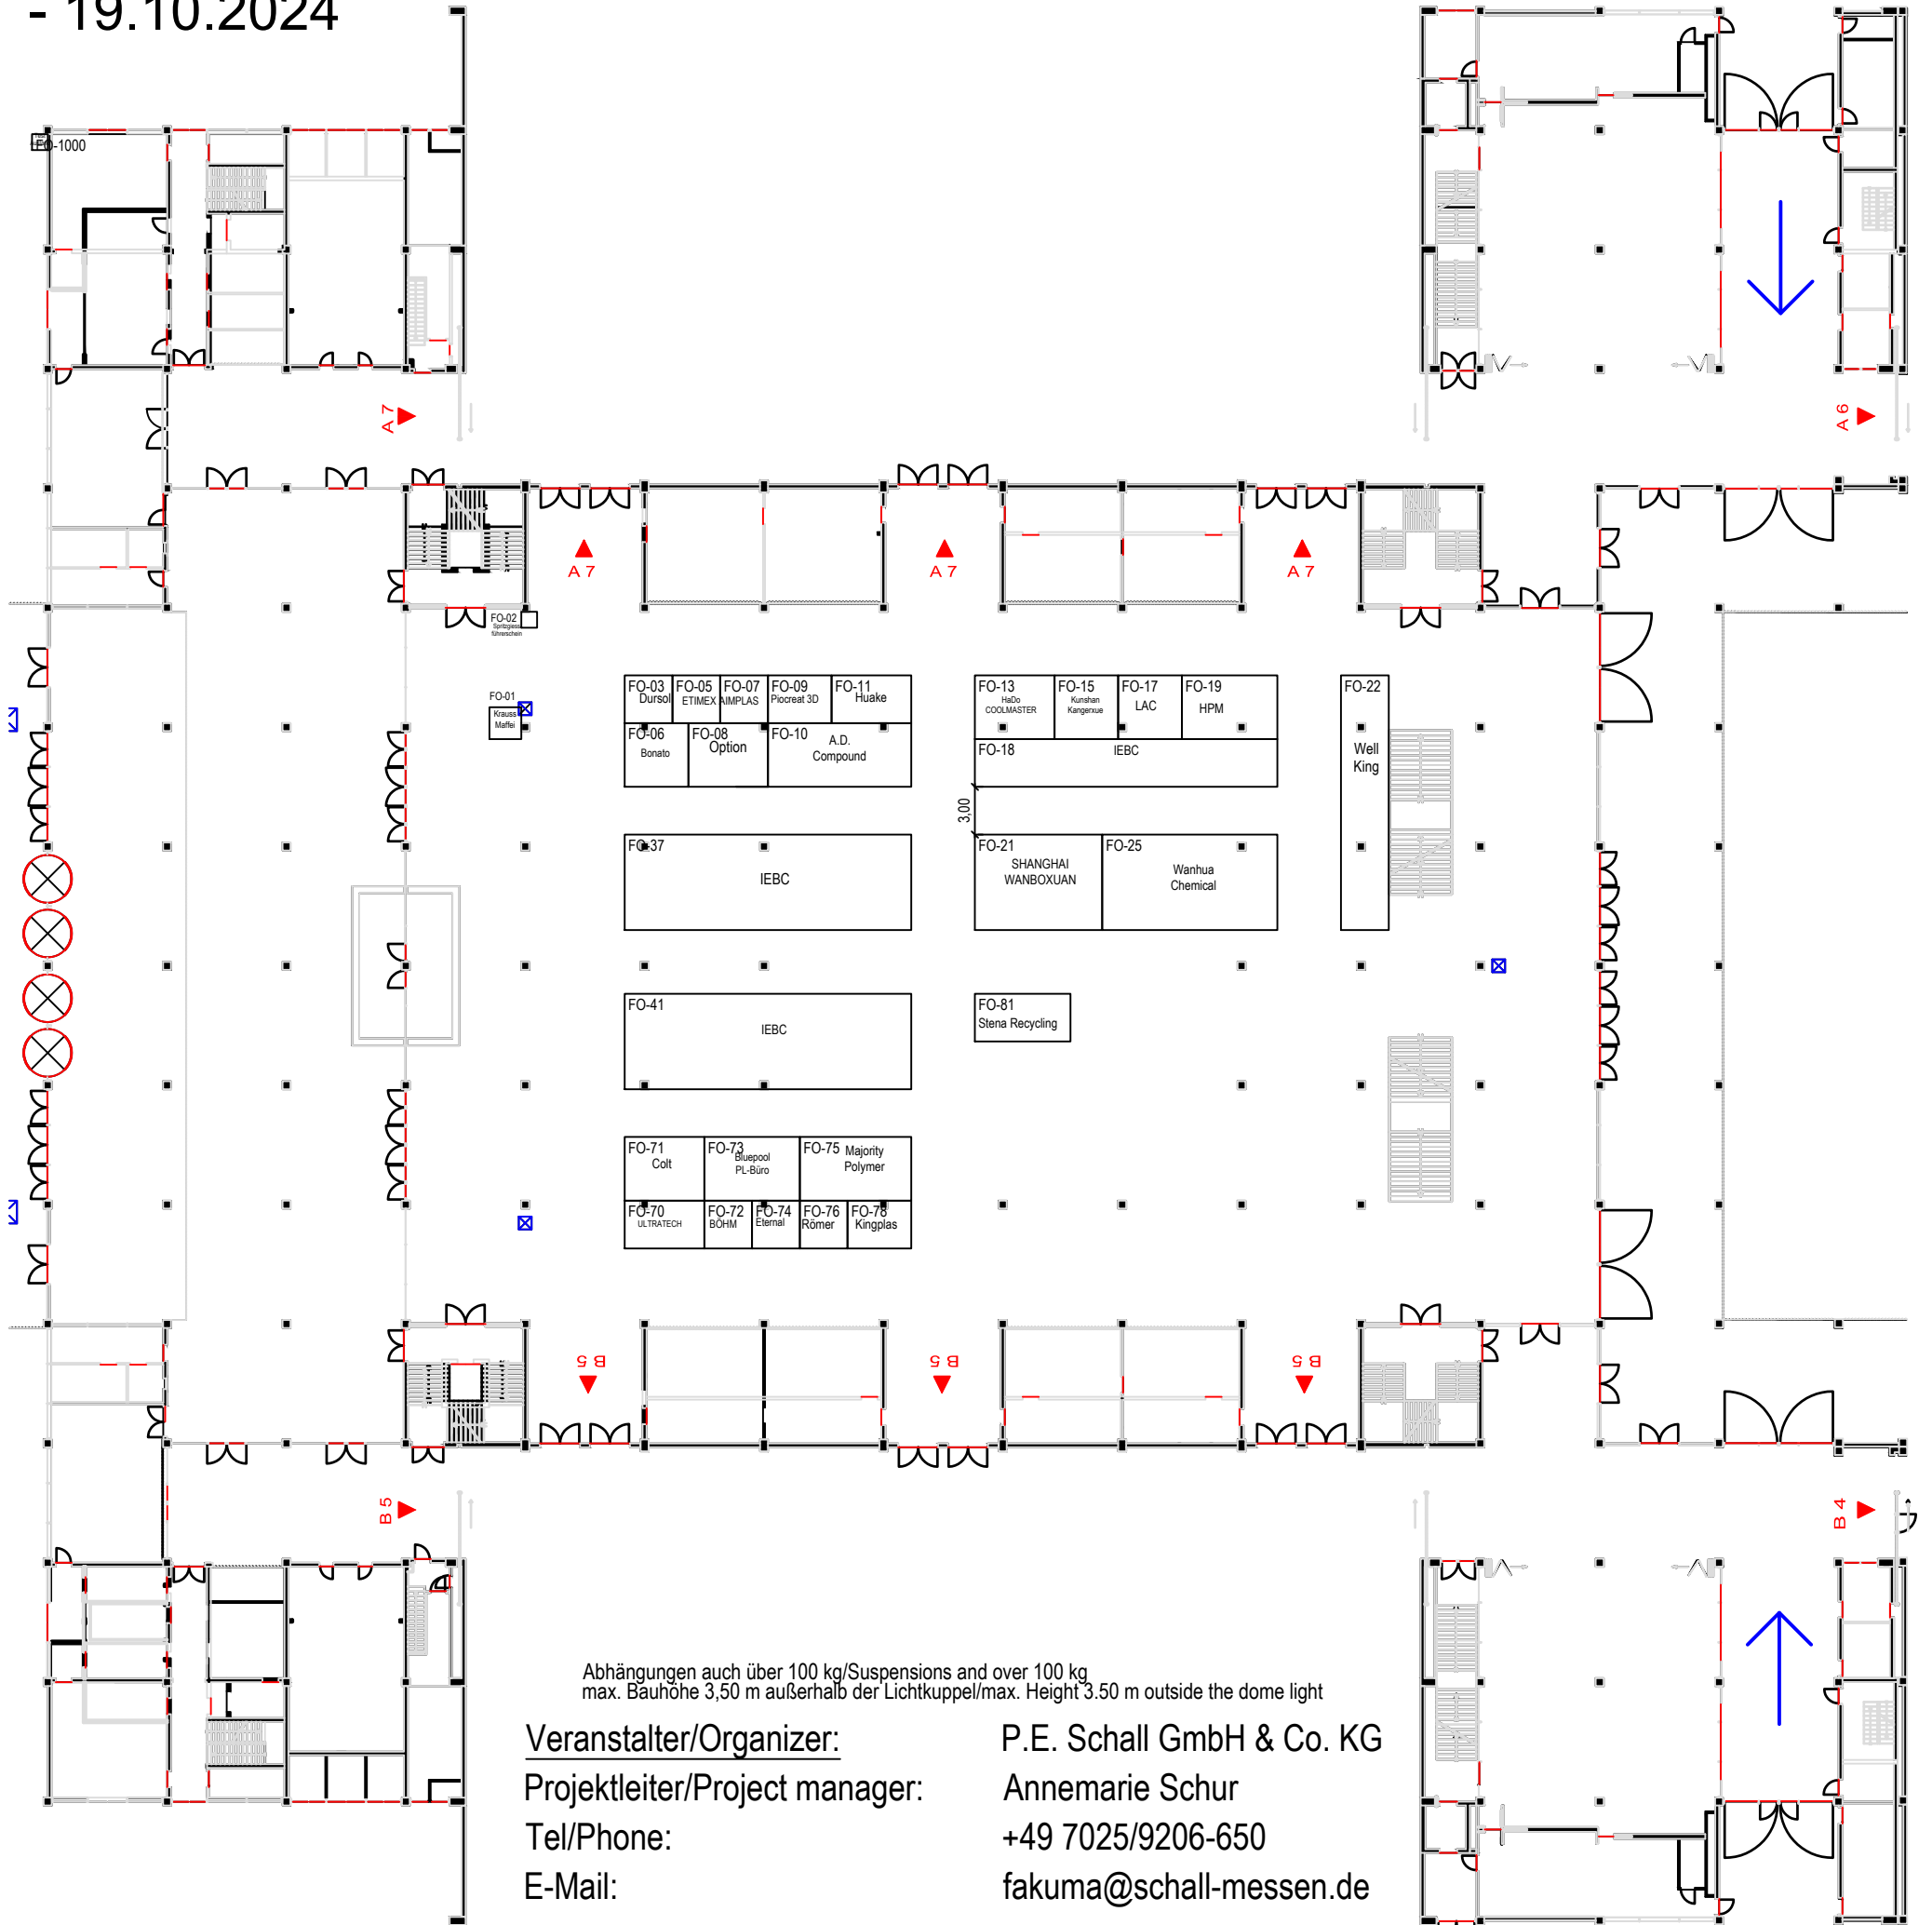 - 19.10.2024
FO-1000
A 7
A 6
A 7
A 7
A 7
FO-02
Spritzgiess
führerschein
FO-01
Krauss
Maffei
FO-03
Dursol
FO-05
ETIMEX
FO-07
AIMPLAS
FO-09
Piocreat 3D
FO-11
Huake
FO-06
Bonato
FO-08
Option
FO-10
A.D.
Compound
FO-13
HaDo
COOLMASTER
FO-15
Kunshan
Kangerxue
FO-17
LAC
FO-19
HPM
FO-18
IEBC
FO-22
Well
King
3,00
FO-37
IEBC
FO-21
SHANGHAI
WANBOXUAN
FO-25
Wanhua
Chemical
FO-41
IEBC
FO-81
Stena Recycling
FO-71
Colt
FO-73
Bluepool
PL-Büro
FO-75
Majority
Polymer
FO-70
ULTRATECH
FO-72
BÖHM
FO-74
Eternal
FO-76
Römer
FO-78
Kingplas
B 5
B 5
B 5
B 5
B 4
Abhängungen auch über 100 kg/Suspensions and over 100 kg
max. Bauhöhe 3,50 m außerhalb der Lichtkuppel/max. Height 3.50 m outside the dome light
Veranstalter/Organizer: P.E. Schall GmbH & Co. KG
Projektleiter/Project manager: Annemarie Schur
Tel/Phone: +49 7025/9206-650
E-Mail: fakuma@schall-messen.de